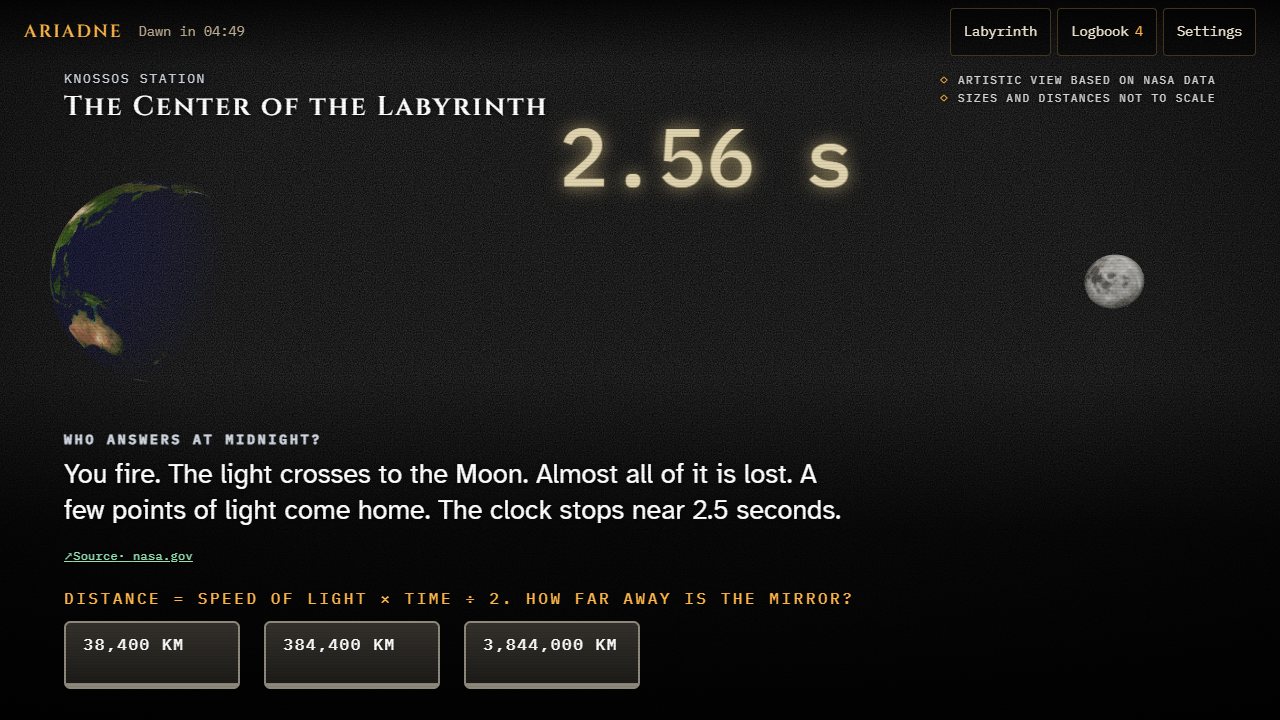 ARIADNE Dawn in 04:49 Labyrinth Logbook 4 Settings
KNOSSOS STATION
The Center of the Labyrinth
◇ ARTISTIC VIEW BASED ON NASA DATA
◇ SIZES AND DISTANCES NOT TO SCALE
2.56 s
WHO ANSWERS AT MIDNIGHT?
You fire. The light crosses to the Moon. Almost all of it is lost. A
few points of light come home. The clock stops near 2.5 seconds.
↗Source· nasa.gov
DISTANCE = SPEED OF LIGHT × TIME ÷ 2. HOW FAR AWAY IS THE MIRROR?
38,400 KM 384,400 KM 3,844,000 KM